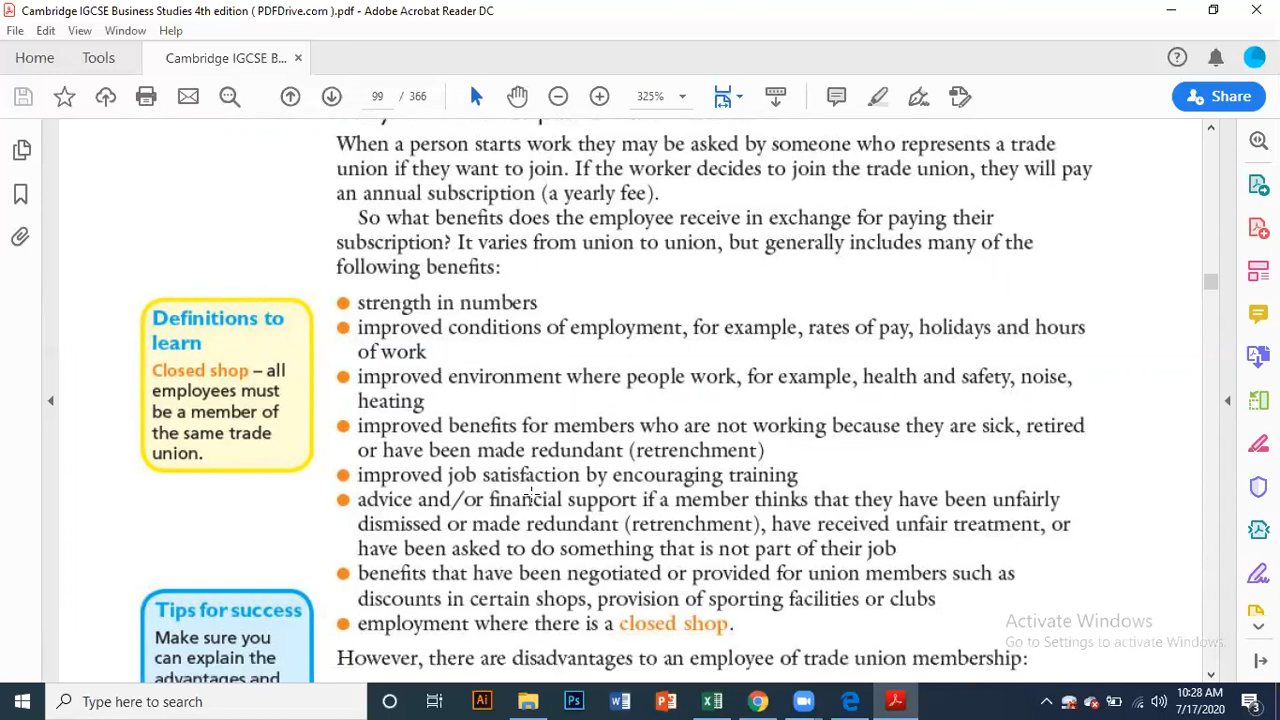 Cambridge IGCSE Business Studies 4th edition ( PDFDrive.com ).pdf - Adobe Acrobat Reader DC
File Edit View Window Help
Home Tools Cambridge IGCSE B... ×
99 / 366 325%
Share
When a person starts work they may be asked by someone who represents a trade
union if they want to join. If the worker decides to join the trade union, they will pay
an annual subscription (a yearly fee).
So what benefits does the employee receive in exchange for paying their
subscription? It varies from union to union, but generally includes many of the
following benefits:
strength in numbers
improved conditions of employment, for example, rates of pay, holidays and hours
of work
improved environment where people work, for example, health and safety, noise,
heating
improved benefits for members who are not working because they are sick, retired
or have been made redundant (retrenchment)
improved job satisfaction by encouraging training
advice and/or financial support if a member thinks that they have been unfairly
dismissed or made redundant (retrenchment), have received unfair treatment, or
have been asked to do something that is not part of their job
benefits that have been negotiated or provided for union members such as
discounts in certain shops, provision of sporting facilities or clubs
employment where there is a closed shop.
However, there are disadvantages to an employee of trade union membership:
Definitions to
learn
Closed shop – all
employees must
be a member of
the same trade
union.
Tips for success
Make sure you
can explain the
advantages and
Activate Windows
Go to Settings to activate Windows.
Type here to search
10:28 AM
7/17/2020
3